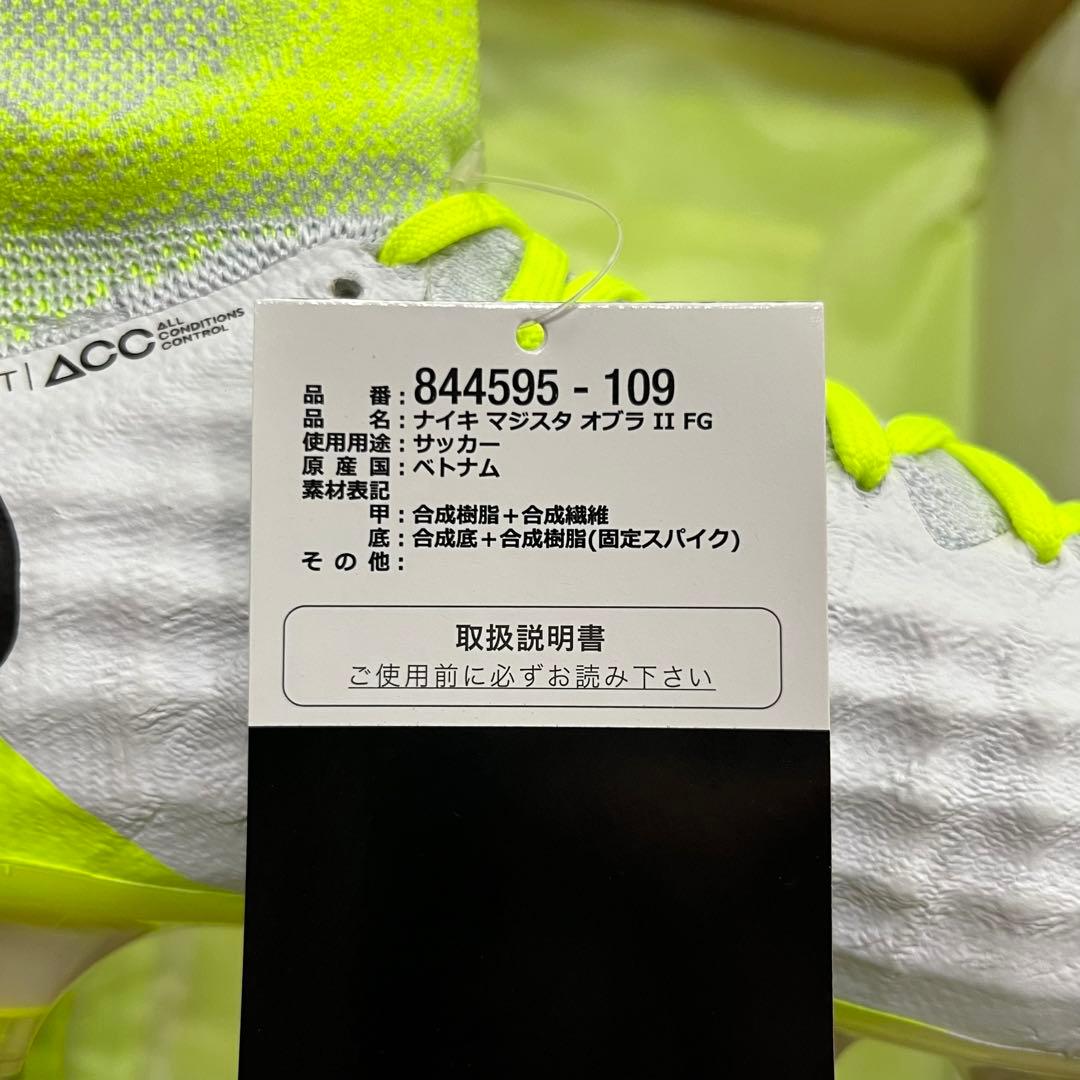 T | ACC ALL
CONDITIONS
CONTROL
品番:844595 - 109
品名:ナイキ マジスタ オブラ II FG
使用用途:サッカー
原産国:ベトナム
素材表記
甲:合成樹脂+合成繊維
底:合成底+合成樹脂(固定スパイク)
その他:
取扱説明書
ご使用前に必ずお読み下さい